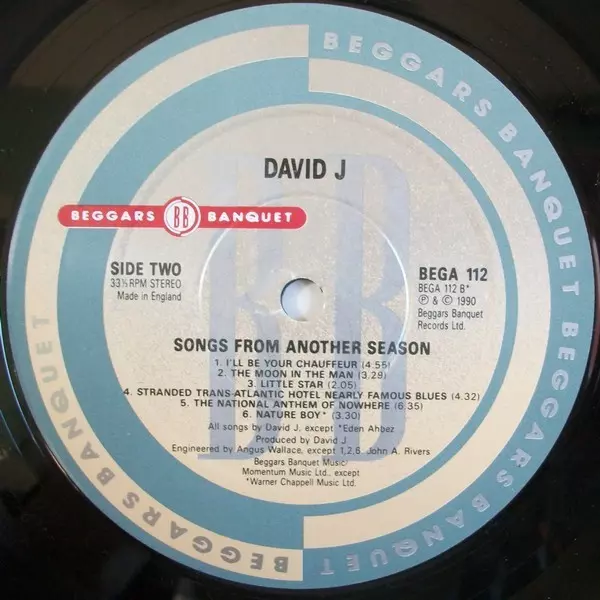 BEGGARS BANQUET BEGGARS BANQUET BEGGARS BANQUET BEGGARS BANQUET
DAVID J
BEGGARS BB BANQUET
SIDE TWO
33⅓ RPM STEREO
Made in England
BEGA 112
BEGA 112 B*
℗ & © 1990
Beggars Banquet
Records Ltd.
SONGS FROM ANOTHER SEASON
1. I'LL BE YOUR CHAUFFEUR (4.55)
2. THE MOON IN THE MAN (3.29)
3. LITTLE STAR (2.05)
4. STRANDED TRANS-ATLANTIC HOTEL NEARLY FAMOUS BLUES (4.32)
5. THE NATIONAL ANTHEM OF NOWHERE (6.35)
6. NATURE BOY* (3.30)
All songs by David J, except *Eden Ahbez
Produced by David J
Engineered by Angus Wallace, except 1,2,6. John A. Rivers
Beggars Banquet Music/
Momentum Music Ltd., except
*Warner Chappell Music Ltd.
BB